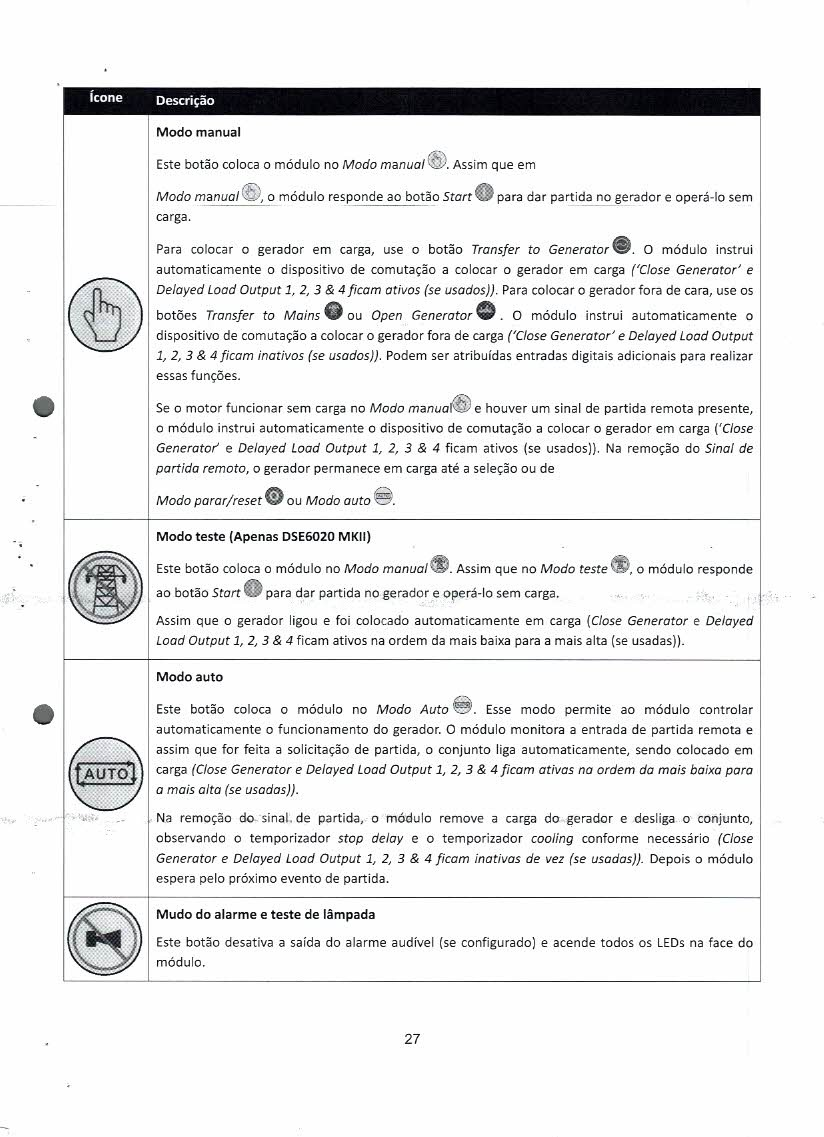 Ícone Descrição
Modo manual
Este botão coloca o módulo no Modo manual. Assim que em
Modo manual, o módulo responde ao botão Start para dar partida no gerador e operá-lo sem
carga.
Para colocar o gerador em carga, use o botão Transfer to Generator. O módulo instrui
automaticamente o dispositivo de comutação a colocar o gerador em carga ('Close Generator' e
Delayed Load Output 1, 2, 3 & 4 ficam ativos (se usados)). Para colocar o gerador fora de cara, use os
botões Transfer to Mains ou Open Generator. O módulo instrui automaticamente o
dispositivo de comutação a colocar o gerador fora de carga ('Close Generator' e Delayed Load Output
1, 2, 3 & 4 ficam inativos (se usados)). Podem ser atribuídas entradas digitais adicionais para realizar
essas funções.
Se o motor funcionar sem carga no Modo manual e houver um sinal de partida remota presente,
o módulo instrui automaticamente o dispositivo de comutação a colocar o gerador em carga ('Close
Generator' e Delayed Load Output 1, 2, 3 & 4 ficam ativos (se usados)). Na remoção do Sinal de
partida remoto, o gerador permanece em carga até a seleção ou de
Modo parar/reset ou Modo auto.
Modo teste (Apenas DSE6020 MKII)
Este botão coloca o módulo no Modo manual. Assim que no Modo teste, o módulo responde
ao botão Start para dar partida no gerador e operá-lo sem carga.
Assim que o gerador ligou e foi colocado automaticamente em carga (Close Generator e Delayed
Load Output 1, 2, 3 & 4 ficam ativos na ordem da mais baixa para a mais alta (se usadas)).
Modo auto
Este botão coloca o módulo no Modo Auto. Esse modo permite ao módulo controlar
automaticamente o funcionamento do gerador. O módulo monitora a entrada de partida remota e
assim que for feita a solicitação de partida, o conjunto liga automaticamente, sendo colocado em
AUTO carga (Close Generator e Delayed Load Output 1, 2, 3 & 4 ficam ativas na ordem da mais baixa para
a mais alta (se usadas)).
Na remoção do sinal de partida, o módulo remove a carga do gerador e desliga o conjunto,
observando o temporizador stop delay e o temporizador cooling conforme necessário (Close
Generator e Delayed Load Output 1, 2, 3 & 4 ficam inativas de vez (se usadas)). Depois o módulo
espera pelo próximo evento de partida.
Mudo do alarme e teste de lâmpada
Este botão desativa a saída do alarme audível (se configurado) e acende todos os LEDs na face do
módulo.
27